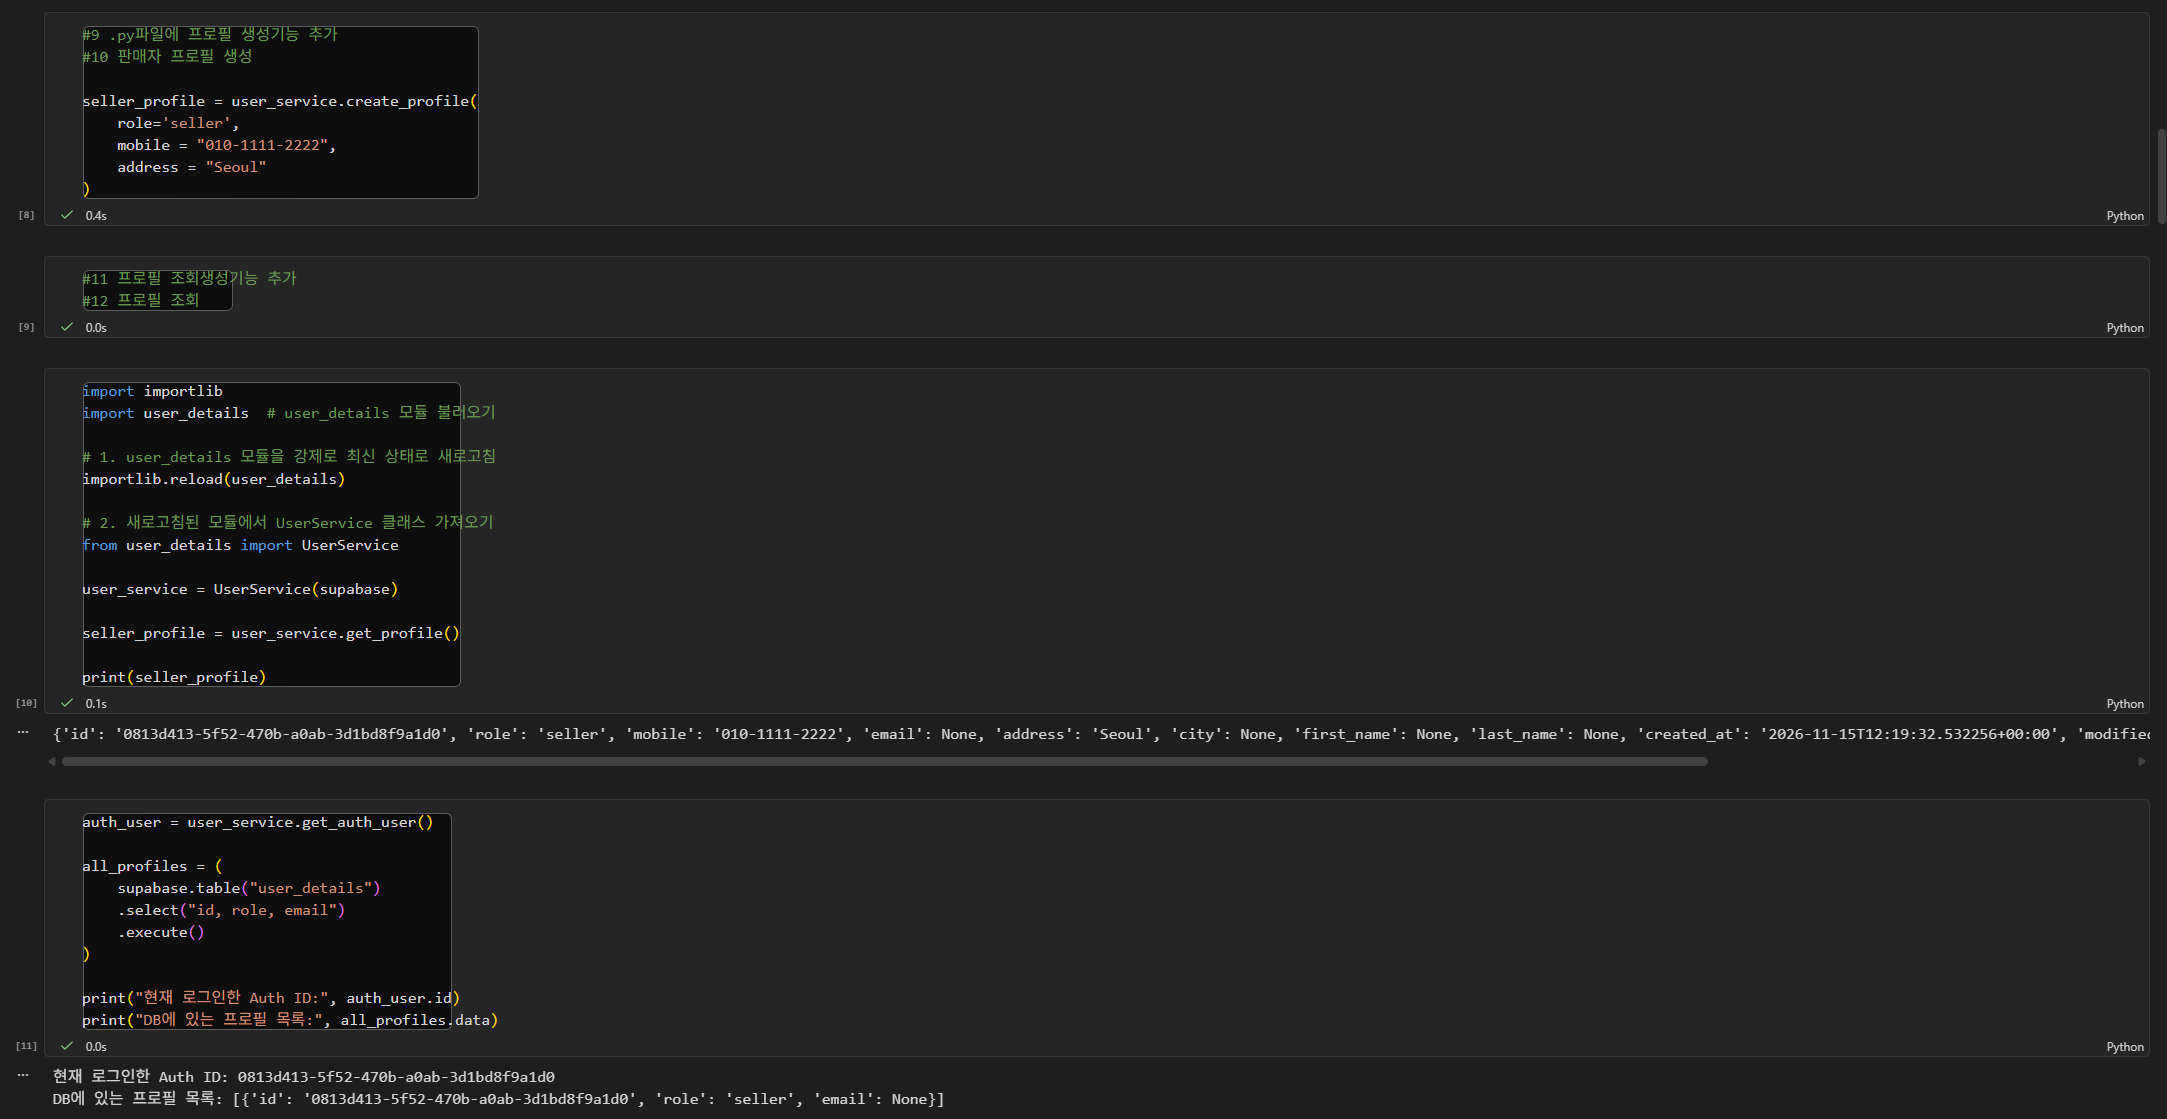 #9 .py파일에 프로필 생성기능 추가
#10 판매자 프로필 생성
seller_profile = user_service.create_profile(
    role='seller',
    mobile = "010-1111-2222",
    address = "Seoul"
)
[8] ✓ 0.4s Python
#11 프로필 조회생성기능 추가
#12 프로필 조회
[9] ✓ 0.0s Python
import importlib
import user_details  # user_details 모듈 불러오기
# 1. user_details 모듈을 강제로 최신 상태로 새로고침
importlib.reload(user_details)
# 2. 새로고침된 모듈에서 UserService 클래스 가져오기
from user_details import UserService
user_service = UserService(supabase)
seller_profile = user_service.get_profile()
print(seller_profile)
[10] ✓ 0.1s Python
... {'id': '0813d413-5f52-470b-a0ab-3d1bd8f9a1d0', 'role': 'seller', 'mobile': '010-1111-2222', 'email': None, 'address': 'Seoul', 'city': None, 'first_name': None, 'last_name': None, 'created_at': '2026-11-15T12:19:32.532256+00:00', 'modified
auth_user = user_service.get_auth_user()
all_profiles = (
    supabase.table("user_details")
    .select("id, role, email")
    .execute()
)
print("현재 로그인한 Auth ID:", auth_user.id)
print("DB에 있는 프로필 목록:", all_profiles.data)
[11] ✓ 0.0s Python
... 현재 로그인한 Auth ID: 0813d413-5f52-470b-a0ab-3d1bd8f9a1d0
DB에 있는 프로필 목록: [{'id': '0813d413-5f52-470b-a0ab-3d1bd8f9a1d0', 'role': 'seller', 'email': None}]